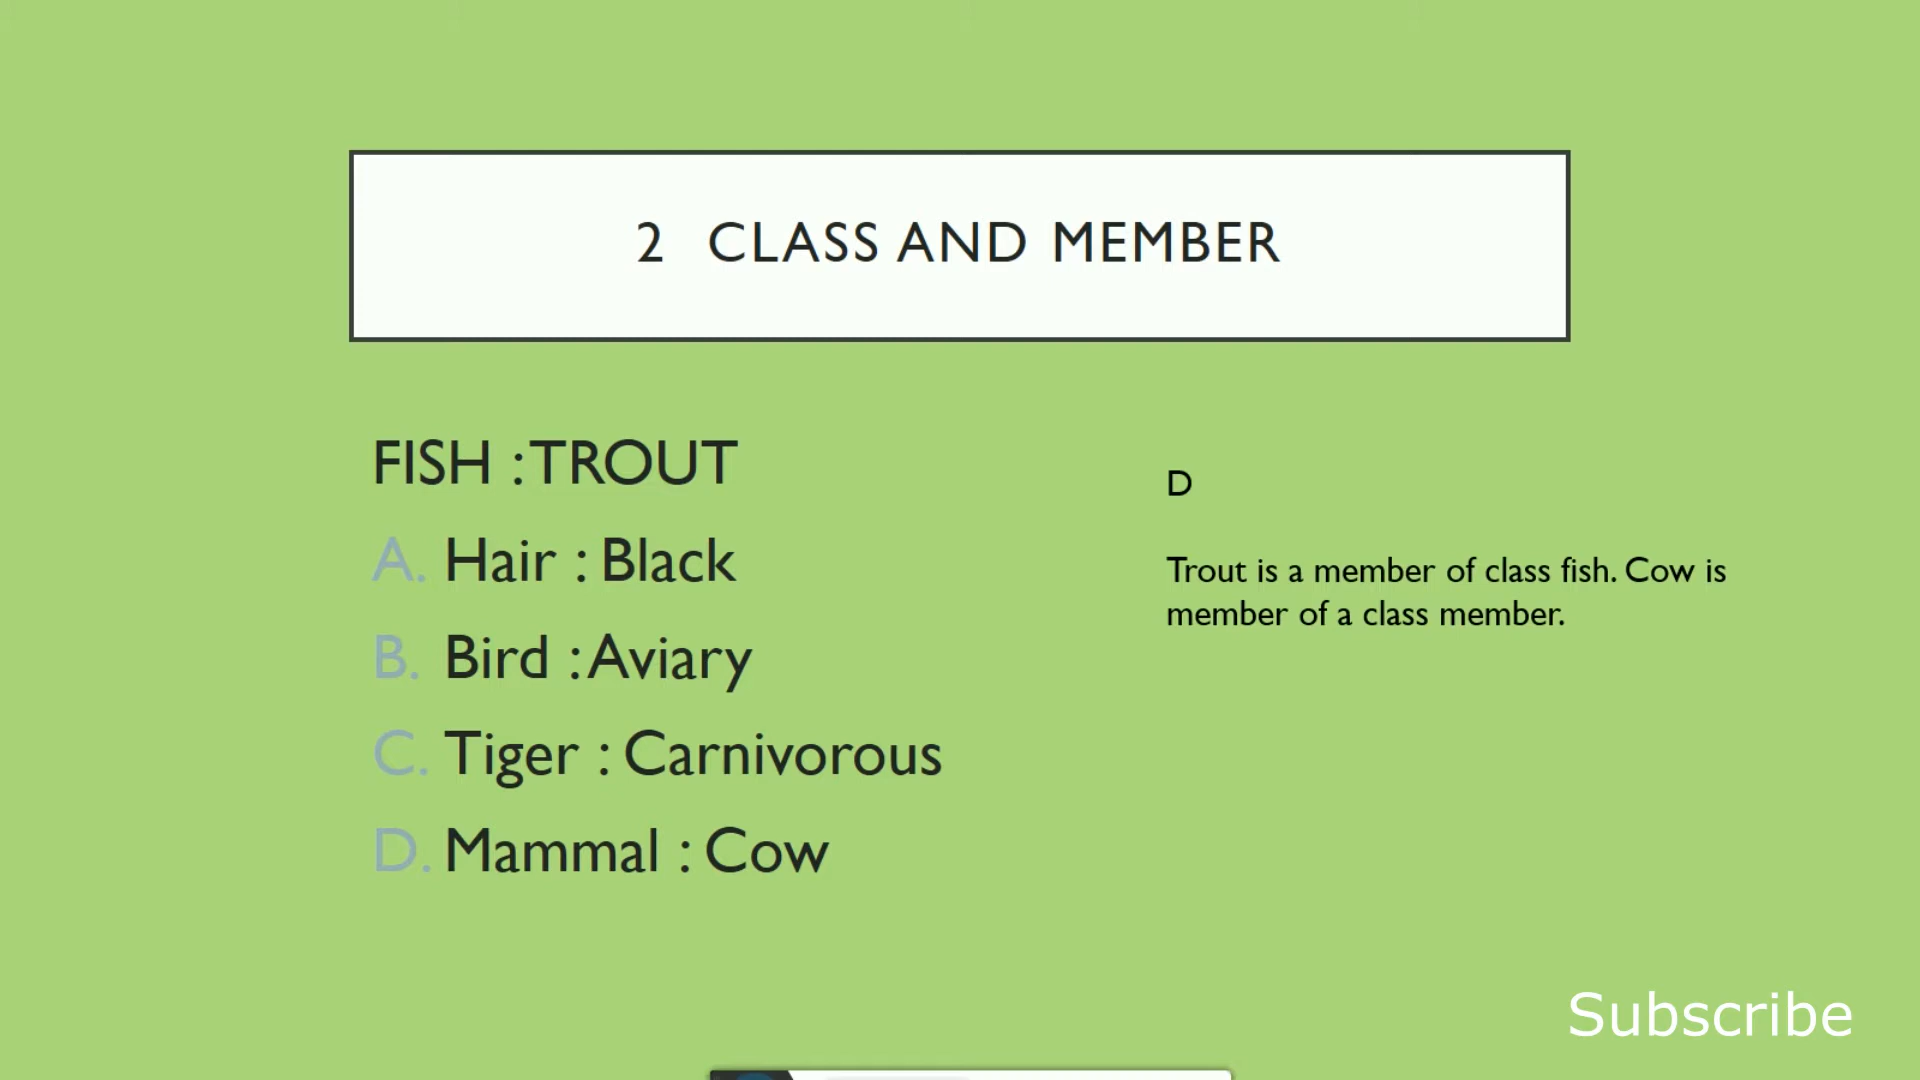 2 CLASS AND MEMBER
FISH : TROUT
A. Hair : Black
B. Bird : Aviary
C. Tiger : Carnivorous
D. Mammal : Cow
D
Trout is a member of class fish. Cow is
member of a class member.
Subscribe